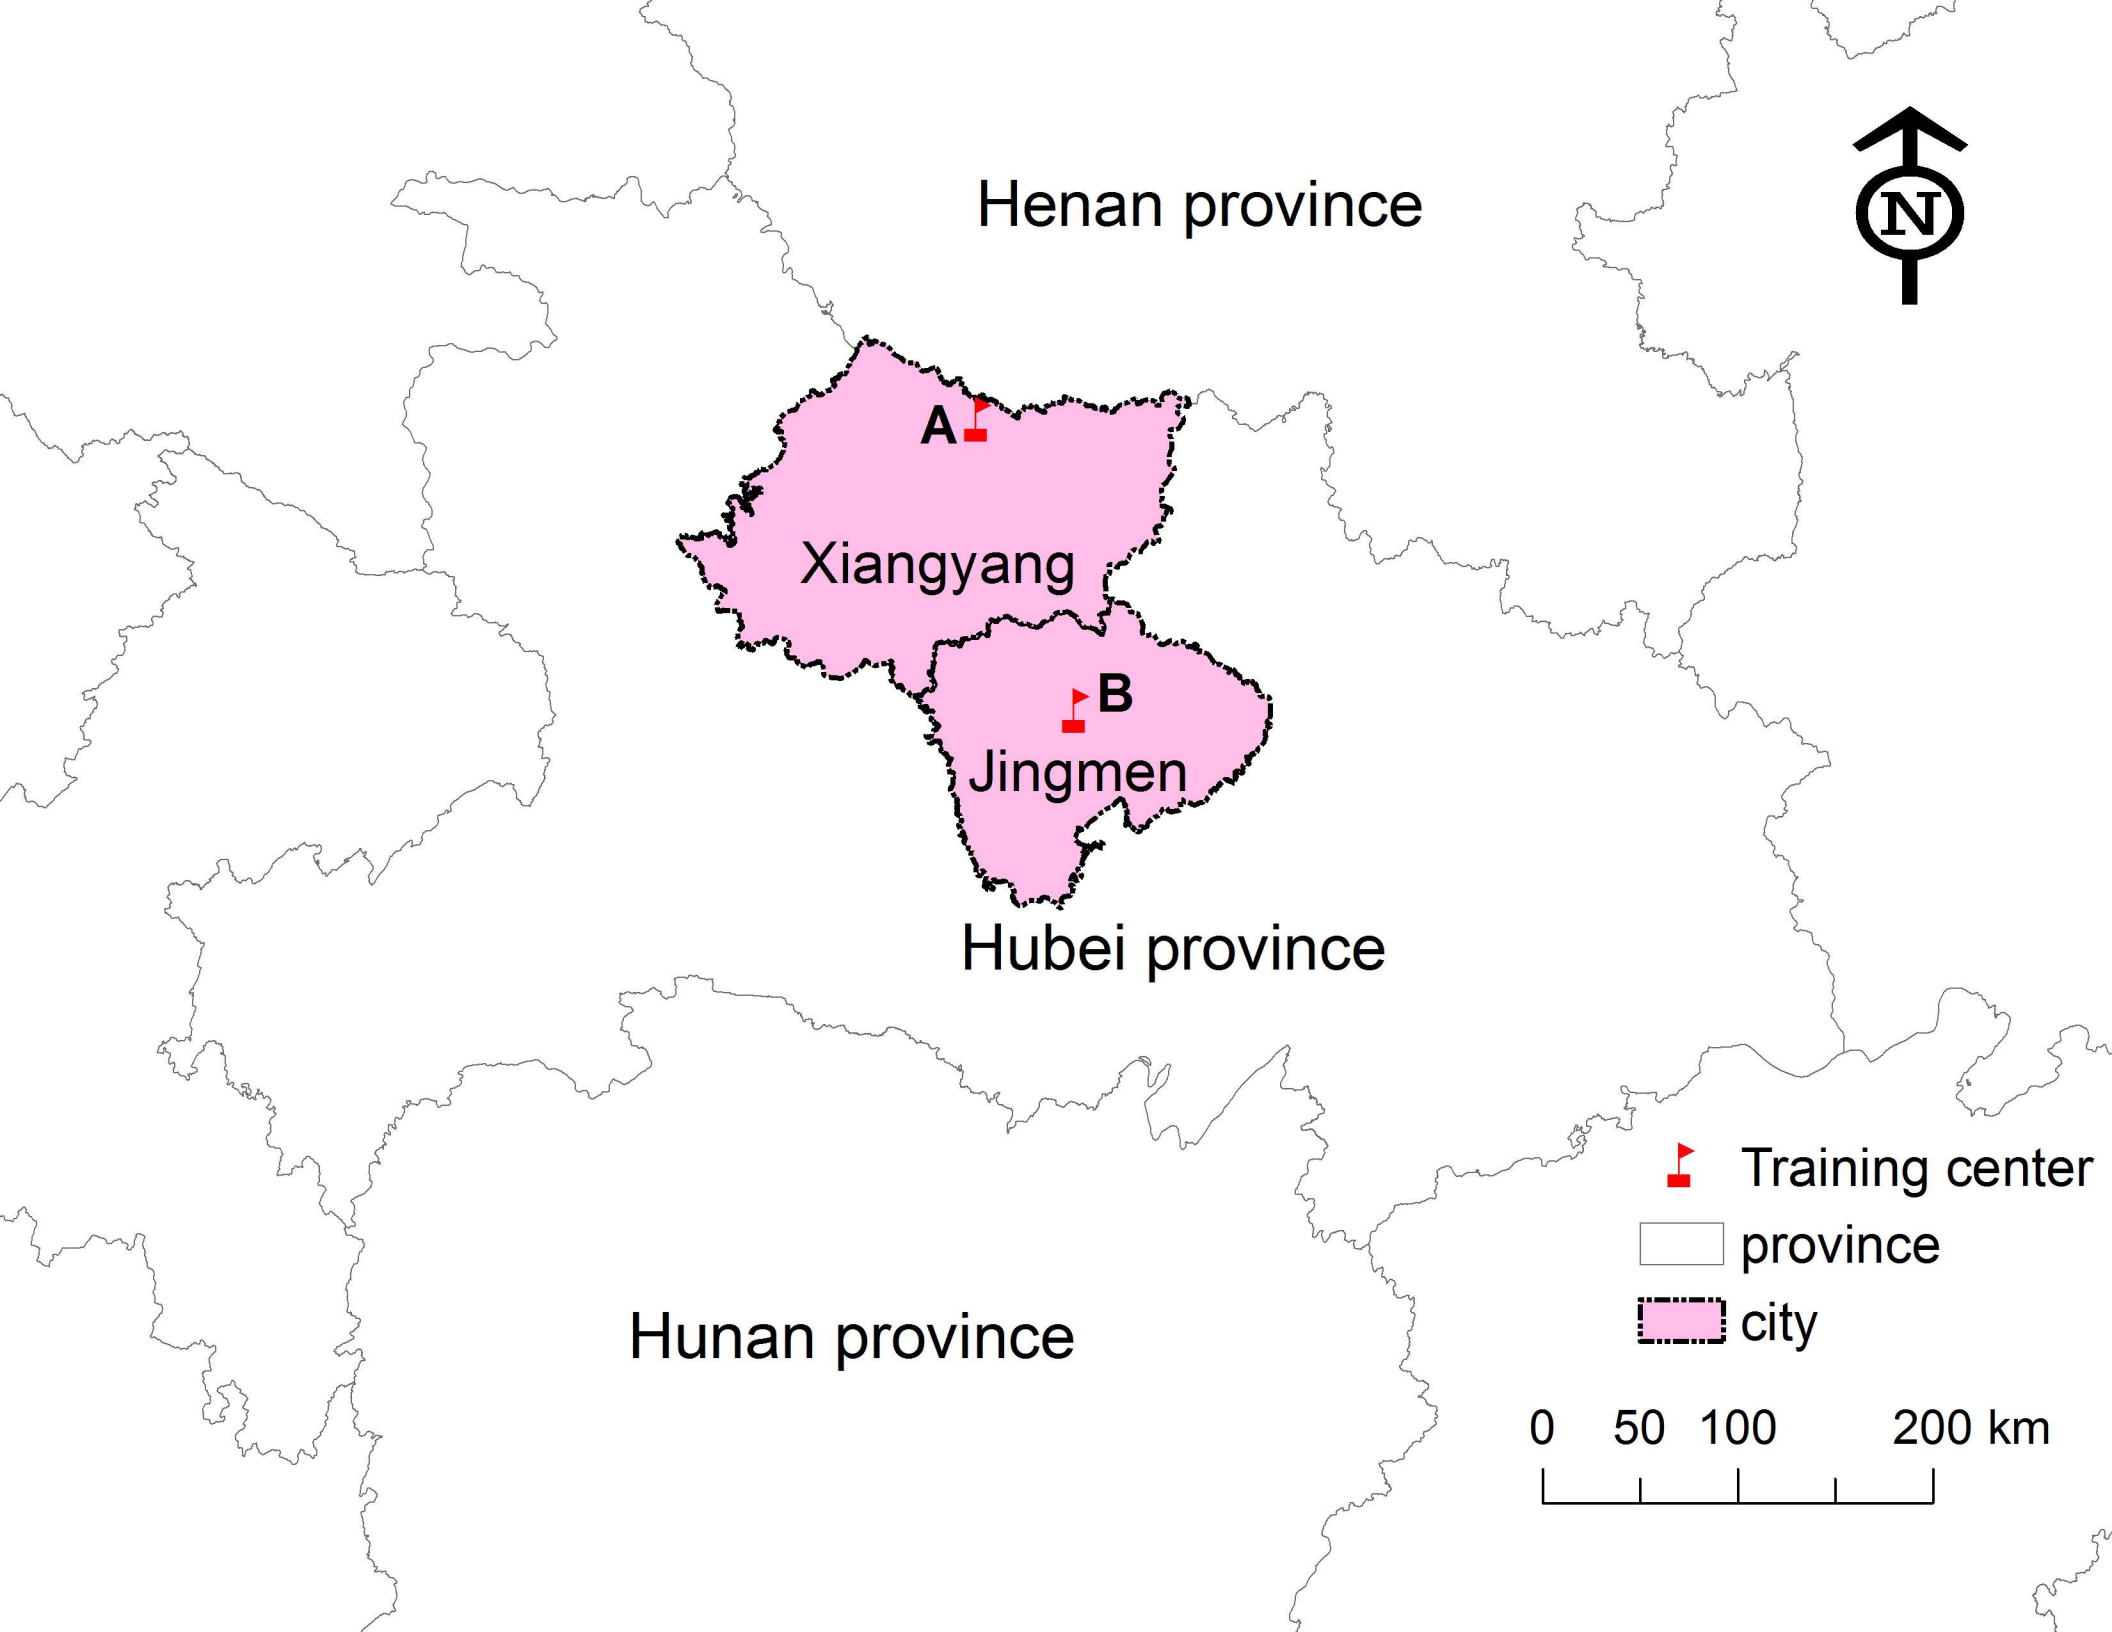 Henan province
N
A
Xiangyang
B
Jingmen
Hubei province
Training center
province
Hunan province
city
0 50 100 200 km